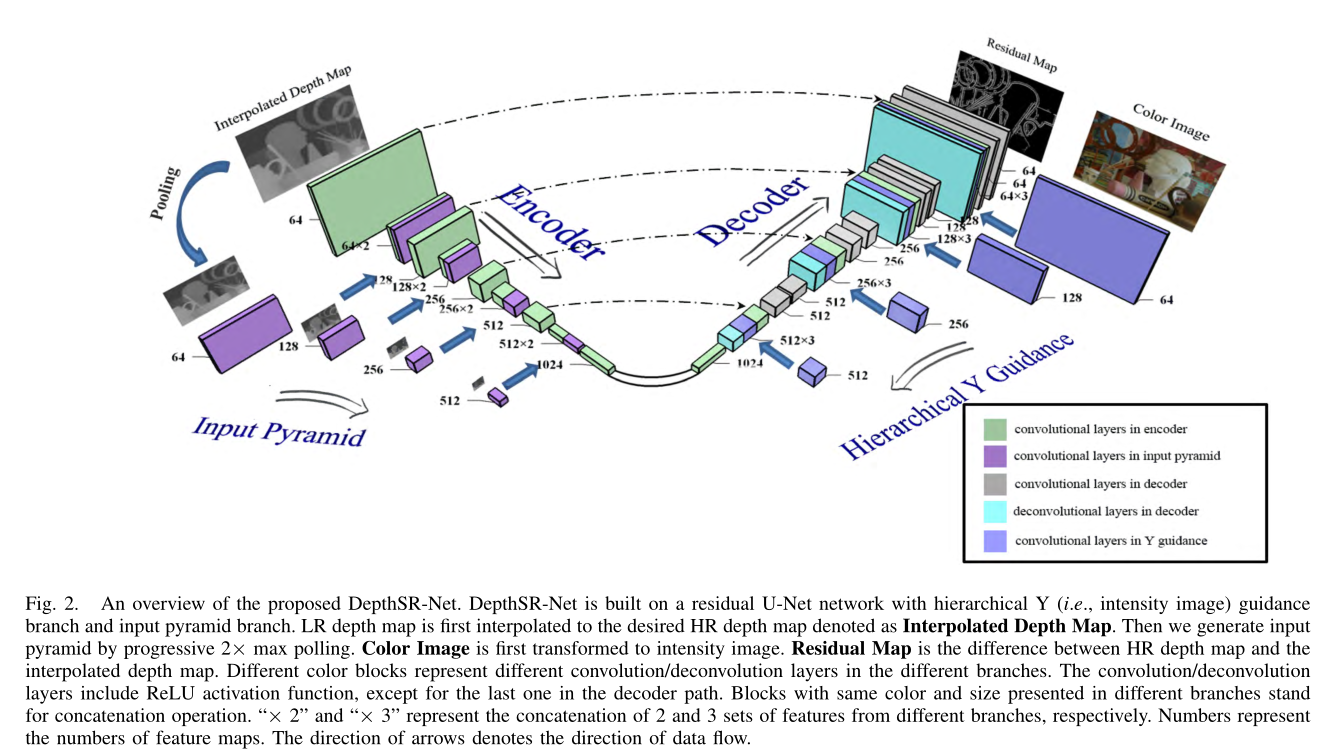 Interpolated Depth Map
Pooling
64
64×2
128
128×2
256
256×2
512
512×2
1024
Encoder
64
128
256
512
Input Pyramid
Residual Map
Color Image
Decoder
64
64
64×3
128
128
128×3
256
256
256×3
512
512
512×3
1024
64
128
256
512
Hierarchical Y Guidance
convolutional layers in encoder
convolutional layers in input pyramid
convolutional layers in decoder
deconvolutional layers in decoder
convolutional layers in Y guidance
Fig. 2. An overview of the proposed DepthSR-Net. DepthSR-Net is built on a residual U-Net network with hierarchical Y (i.e., intensity image) guidance
branch and input pyramid branch. LR depth map is first interpolated to the desired HR depth map denoted as Interpolated Depth Map. Then we generate input
pyramid by progressive 2× max polling. Color Image is first transformed to intensity image. Residual Map is the difference between HR depth map and the
interpolated depth map. Different color blocks represent different convolution/deconvolution layers in the different branches. The convolution/deconvolution
layers include ReLU activation function, except for the last one in the decoder path. Blocks with same color and size presented in different branches stand
for concatenation operation. “× 2” and “× 3” represent the concatenation of 2 and 3 sets of features from different branches, respectively. Numbers represent
the numbers of feature maps. The direction of arrows denotes the direction of data flow.